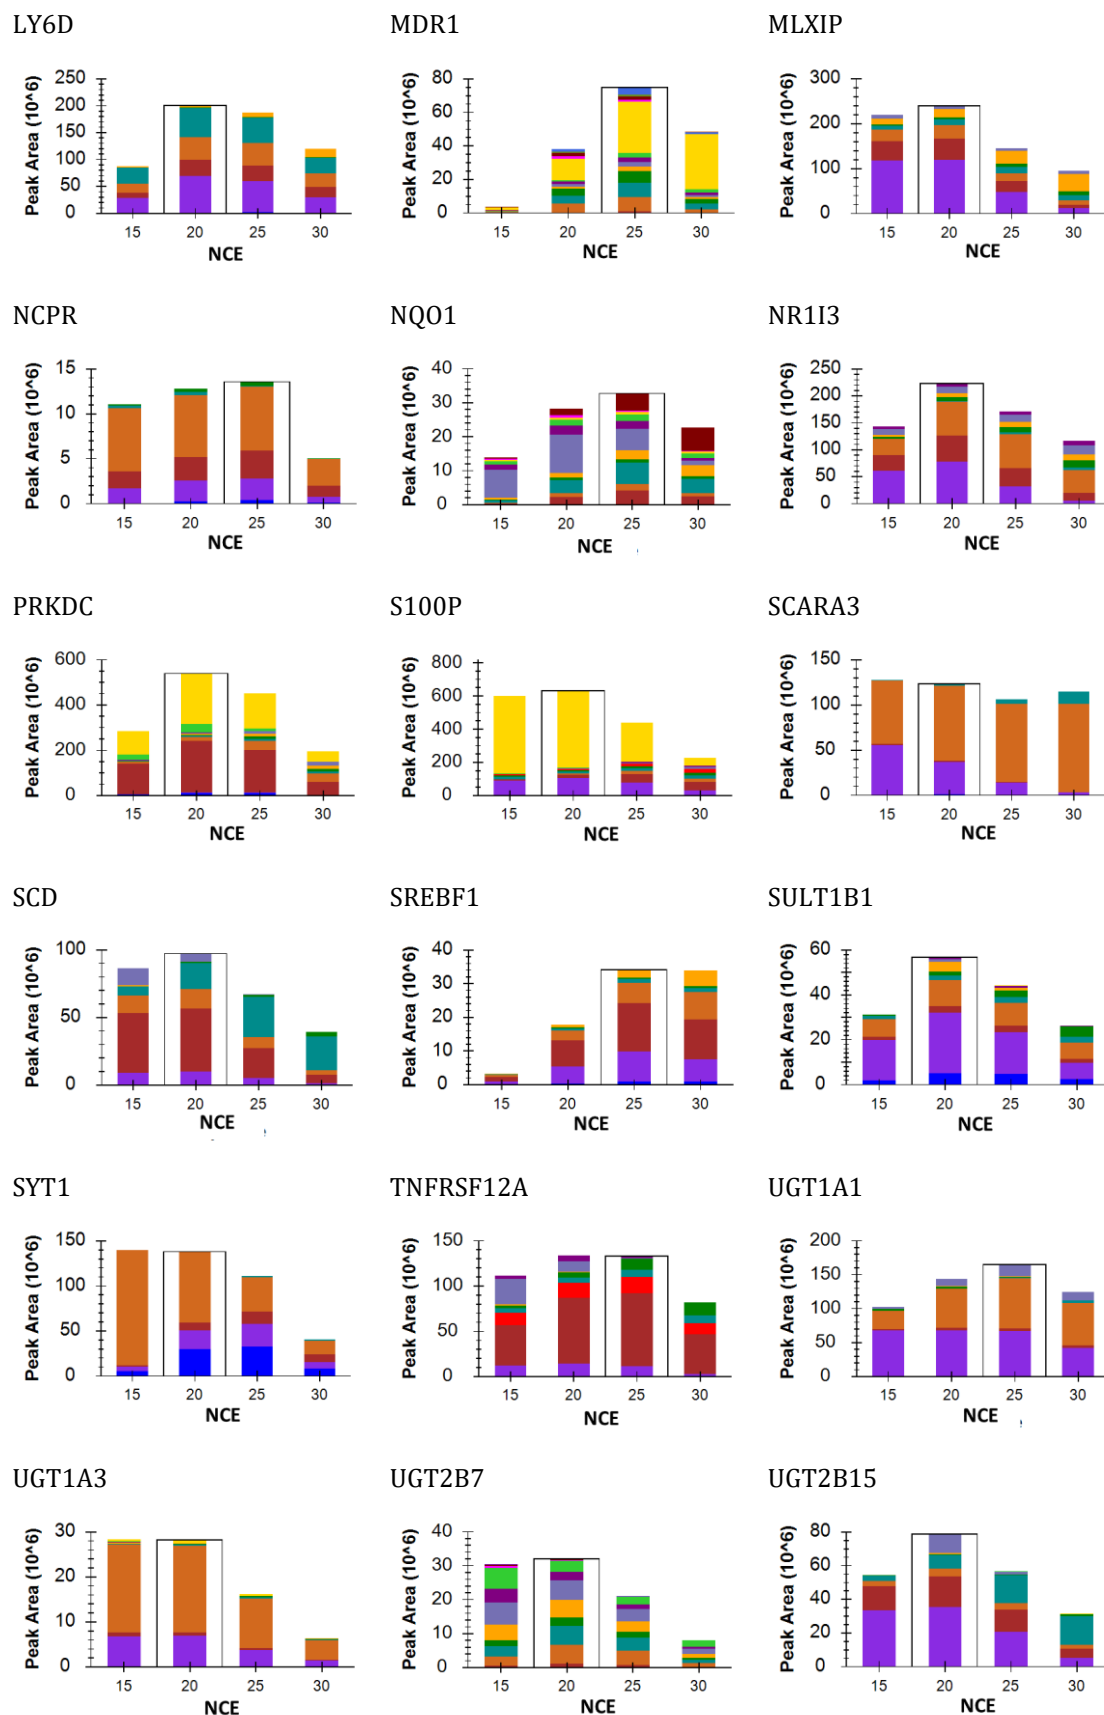 LY6D MDR1 MLXIP
Peak Area (10^6) 250 200 150 100 50 0 15 20 25 30 NCE
Peak Area (10^6) 80 60 40 20 0 15 20 25 30 NCE
Peak Area (10^6) 300 200 100 0 15 20 25 30 NCE
NCPR NQO1 NR1I3
Peak Area (10^6) 15 10 5 0 15 20 25 30 NCE
Peak Area (10^6) 40 30 20 10 0 15 20 25 30 NCE
Peak Area (10^6) 250 200 150 100 50 0 15 20 25 30 NCE
PRKDC S100P SCARA3
Peak Area (10^6) 600 400 200 0 15 20 25 30 NCE
Peak Area (10^6) 800 600 400 200 0 15 20 25 30 NCE
Peak Area (10^6) 150 100 50 0 15 20 25 30 NCE
SCD SREBF1 SULT1B1
Peak Area (10^6) 100 50 0 15 20 25 30 NCE
Peak Area (10^6) 40 30 20 10 0 15 20 25 30 NCE
Peak Area (10^6) 60 40 20 0 15 20 25 30 NCE
SYT1 TNFRSF12A UGT1A1
Peak Area (10^6) 150 100 50 0 15 20 25 30 NCE
Peak Area (10^6) 150 100 50 0 15 20 25 30 NCE
Peak Area (10^6) 200 150 100 50 0 15 20 25 30 NCE
UGT1A3 UGT2B7 UGT2B15
Peak Area (10^6) 30 20 10 0 15 20 25 30 NCE
Peak Area (10^6) 40 30 20 10 0 15 20 25 30 NCE
Peak Area (10^6) 80 60 40 20 0 15 20 25 30 NCE